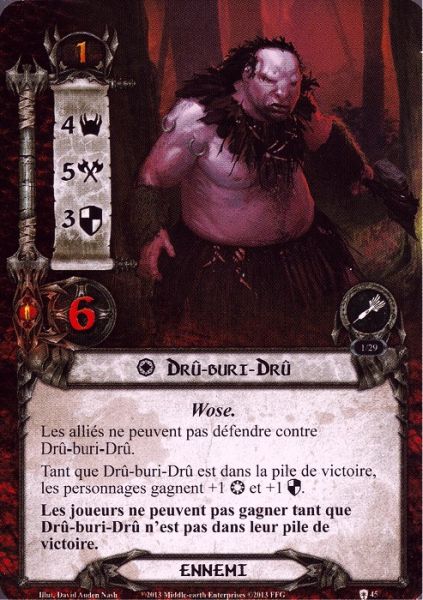 1
4
5
3
6
1/29
Drû-buri-Drû
Wose.
Les alliés ne peuvent pas défendre contre
Drû-buri-Drû.
Tant que Drû-buri-Drû est dans la pile de victoire,
les personnages gagnent +1 et +1 .
Les joueurs ne peuvent pas gagner tant que
Drû-buri-Drû n'est pas dans leur pile de
victoire.
ENNEMI
Illut. David Auden Nash ©2013 Middle-earth Enterprises ©2013 FFG 45